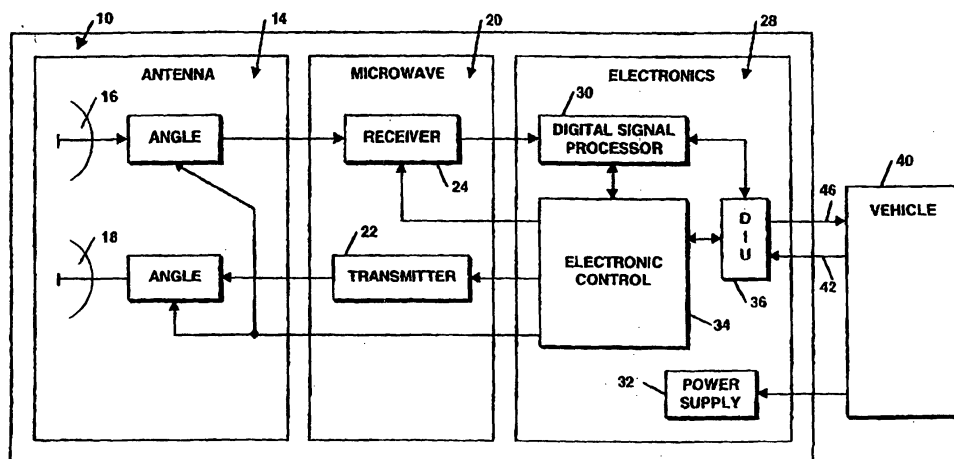 10
14
20
28
ANTENNA
MICROWAVE
ELECTRONICS
16
ANGLE
RECEIVER
24
30
DIGITAL SIGNAL
PROCESSOR
40
VEHICLE
46
D
I
U
42
36
18
ANGLE
22
TRANSMITTER
ELECTRONIC
CONTROL
34
32
POWER
SUPPLY